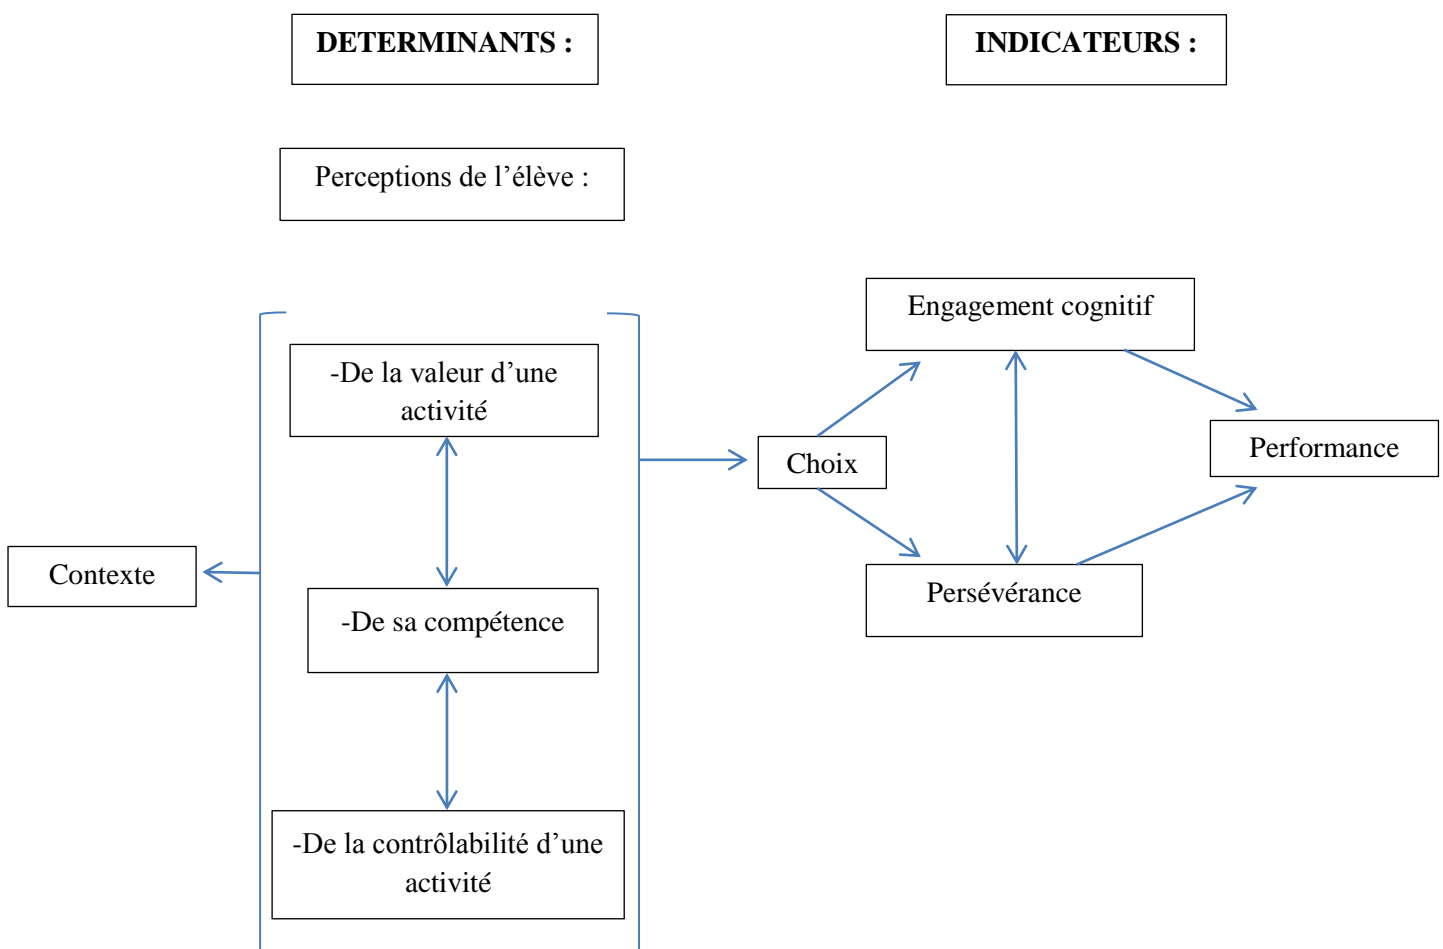 DETERMINANTS :
INDICATEURS :
Perceptions de l’élève :
Engagement cognitif
-De la valeur d’une
activité
Choix
Performance
Contexte
Persévérance
-De sa compétence
-De la contrôlabilité d’une
activité